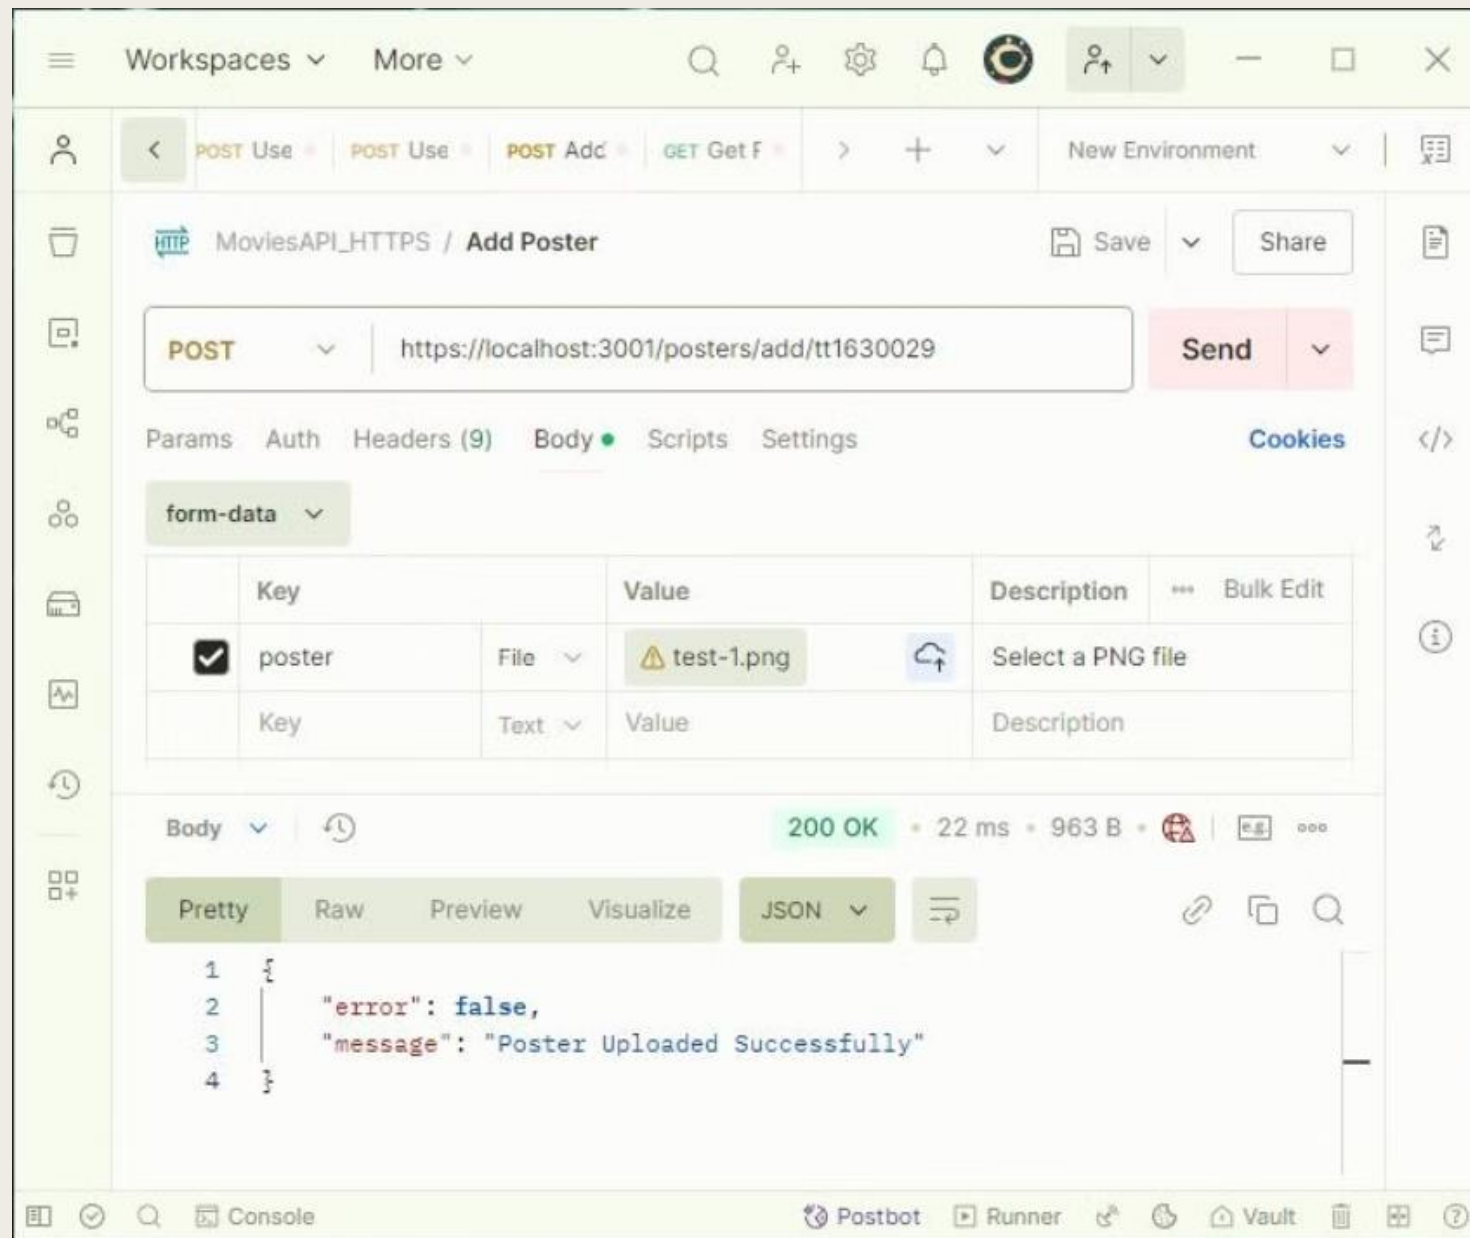 Workspaces More
POST Use POST Use POST Add GET Get F New Environment
HTTP MoviesAPI_HTTPS / Add Poster Save Share
POST https://localhost:3001/posters/add/tt1630029 Send
Params Auth Headers (9) Body Scripts Settings Cookies
form-data
Key Value Description Bulk Edit
poster File test-1.png Select a PNG file
Key Text Value Description
Body 200 OK 22 ms 963 B e.g.
Pretty Raw Preview Visualize JSON
1 {
2 "error": false,
3 "message": "Poster Uploaded Successfully"
4 }
Console Postbot Runner Vault